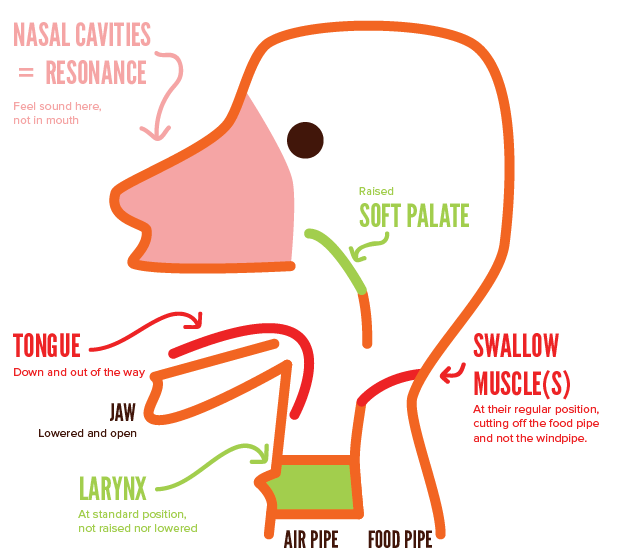 NASAL CAVITIES
= RESONANCE
Feel sound here,
not in mouth
Raised
SOFT PALATE
TONGUE
Down and out of the way
JAW
Lowered and open
SWALLOW
MUSCLE(S)
At their regular position,
cutting off the food pipe
and not the windpipe.
LARYNX
At standard position,
not raised nor lowered
AIR PIPE
FOOD PIPE